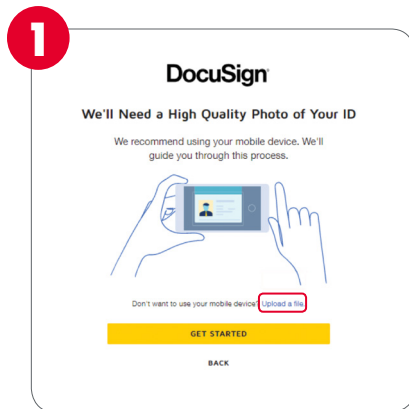 1
DocuSign
We'll Need a High Quality Photo of Your ID
We recommend using your mobile device. We'll
guide you through this process.
Don't want to use your mobile device? Upload a file.
GET STARTED
BACK